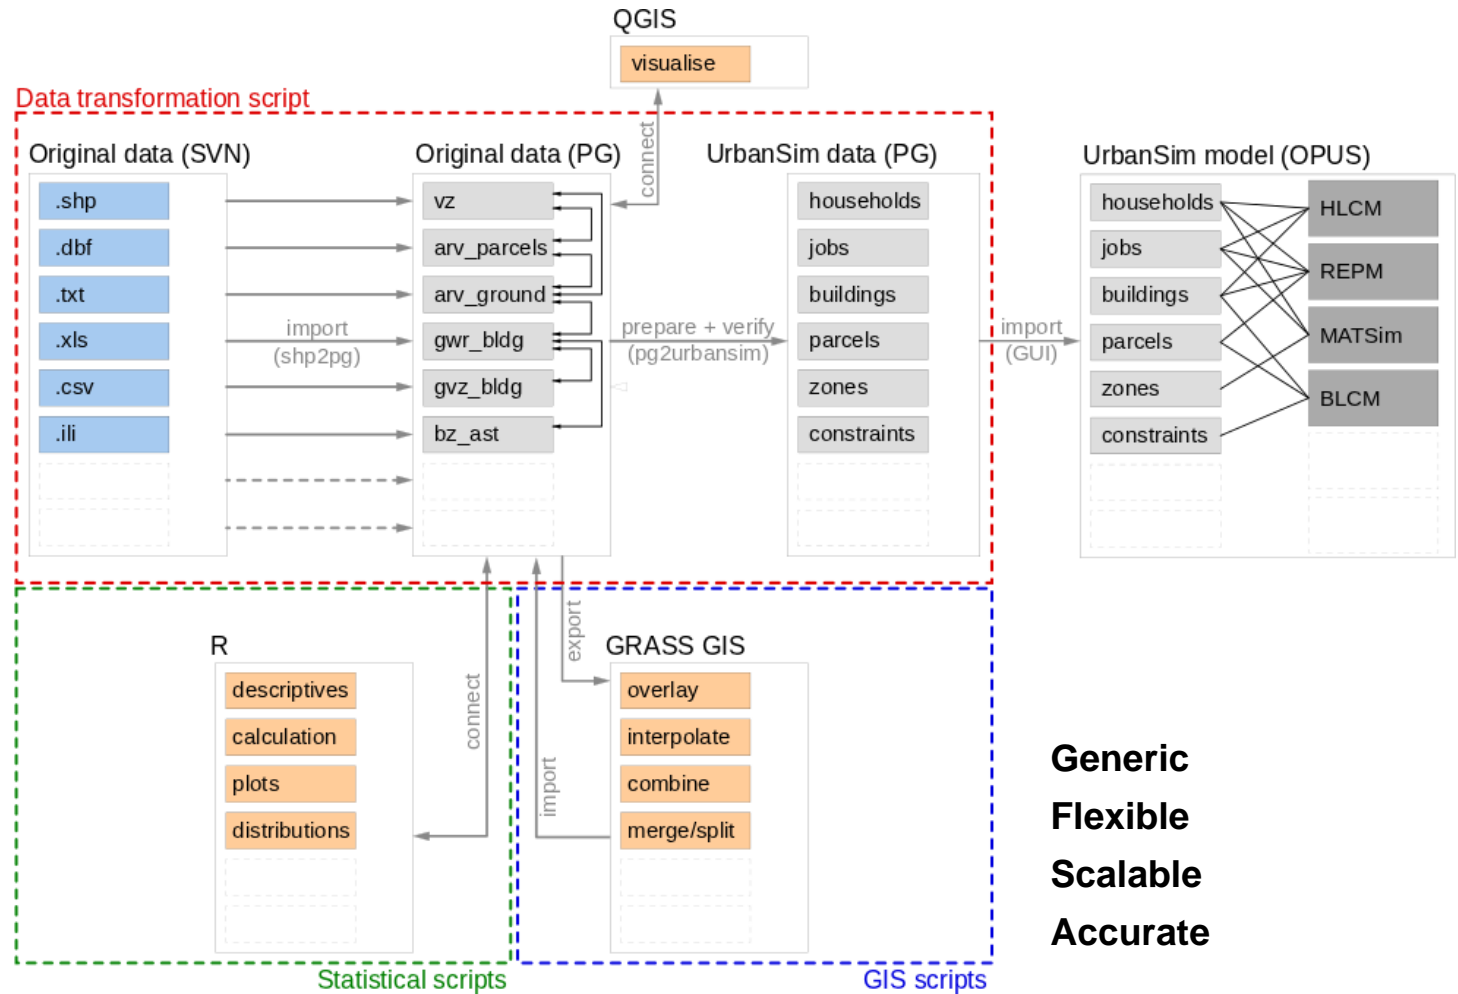 QGIS
visualise
Data transformation script
connect
Original data (SVN)
.shp
.dbf
.txt
.xls
.csv
.ili
import
(shp2pg)
Original data (PG)
vz
arv_parcels
arv_ground
gwr_bldg
gvz_bldg
bz_ast
prepare + verify
(pg2urbansim)
UrbanSim data (PG)
households
jobs
buildings
parcels
zones
constraints
import
(GUI)
UrbanSim model (OPUS)
households
jobs
buildings
parcels
zones
constraints
HLCM
REPM
MATSim
BLCM
R
descriptives
calculation
plots
distributions
connect
Statistical scripts
export
import
GRASS GIS
overlay
interpolate
combine
merge/split
GIS scripts
Generic
Flexible
Scalable
Accurate